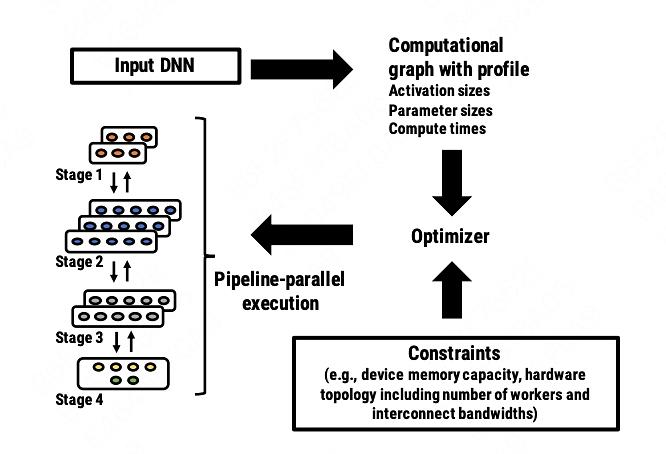 Input DNN
Computational
graph with profile
Activation sizes
Parameter sizes
Compute times
Optimizer
Constraints
(e.g., device memory capacity, hardware
topology including number of workers and
interconnect bandwidths)
Pipeline-parallel
execution
Stage 1
Stage 2
Stage 3
Stage 4